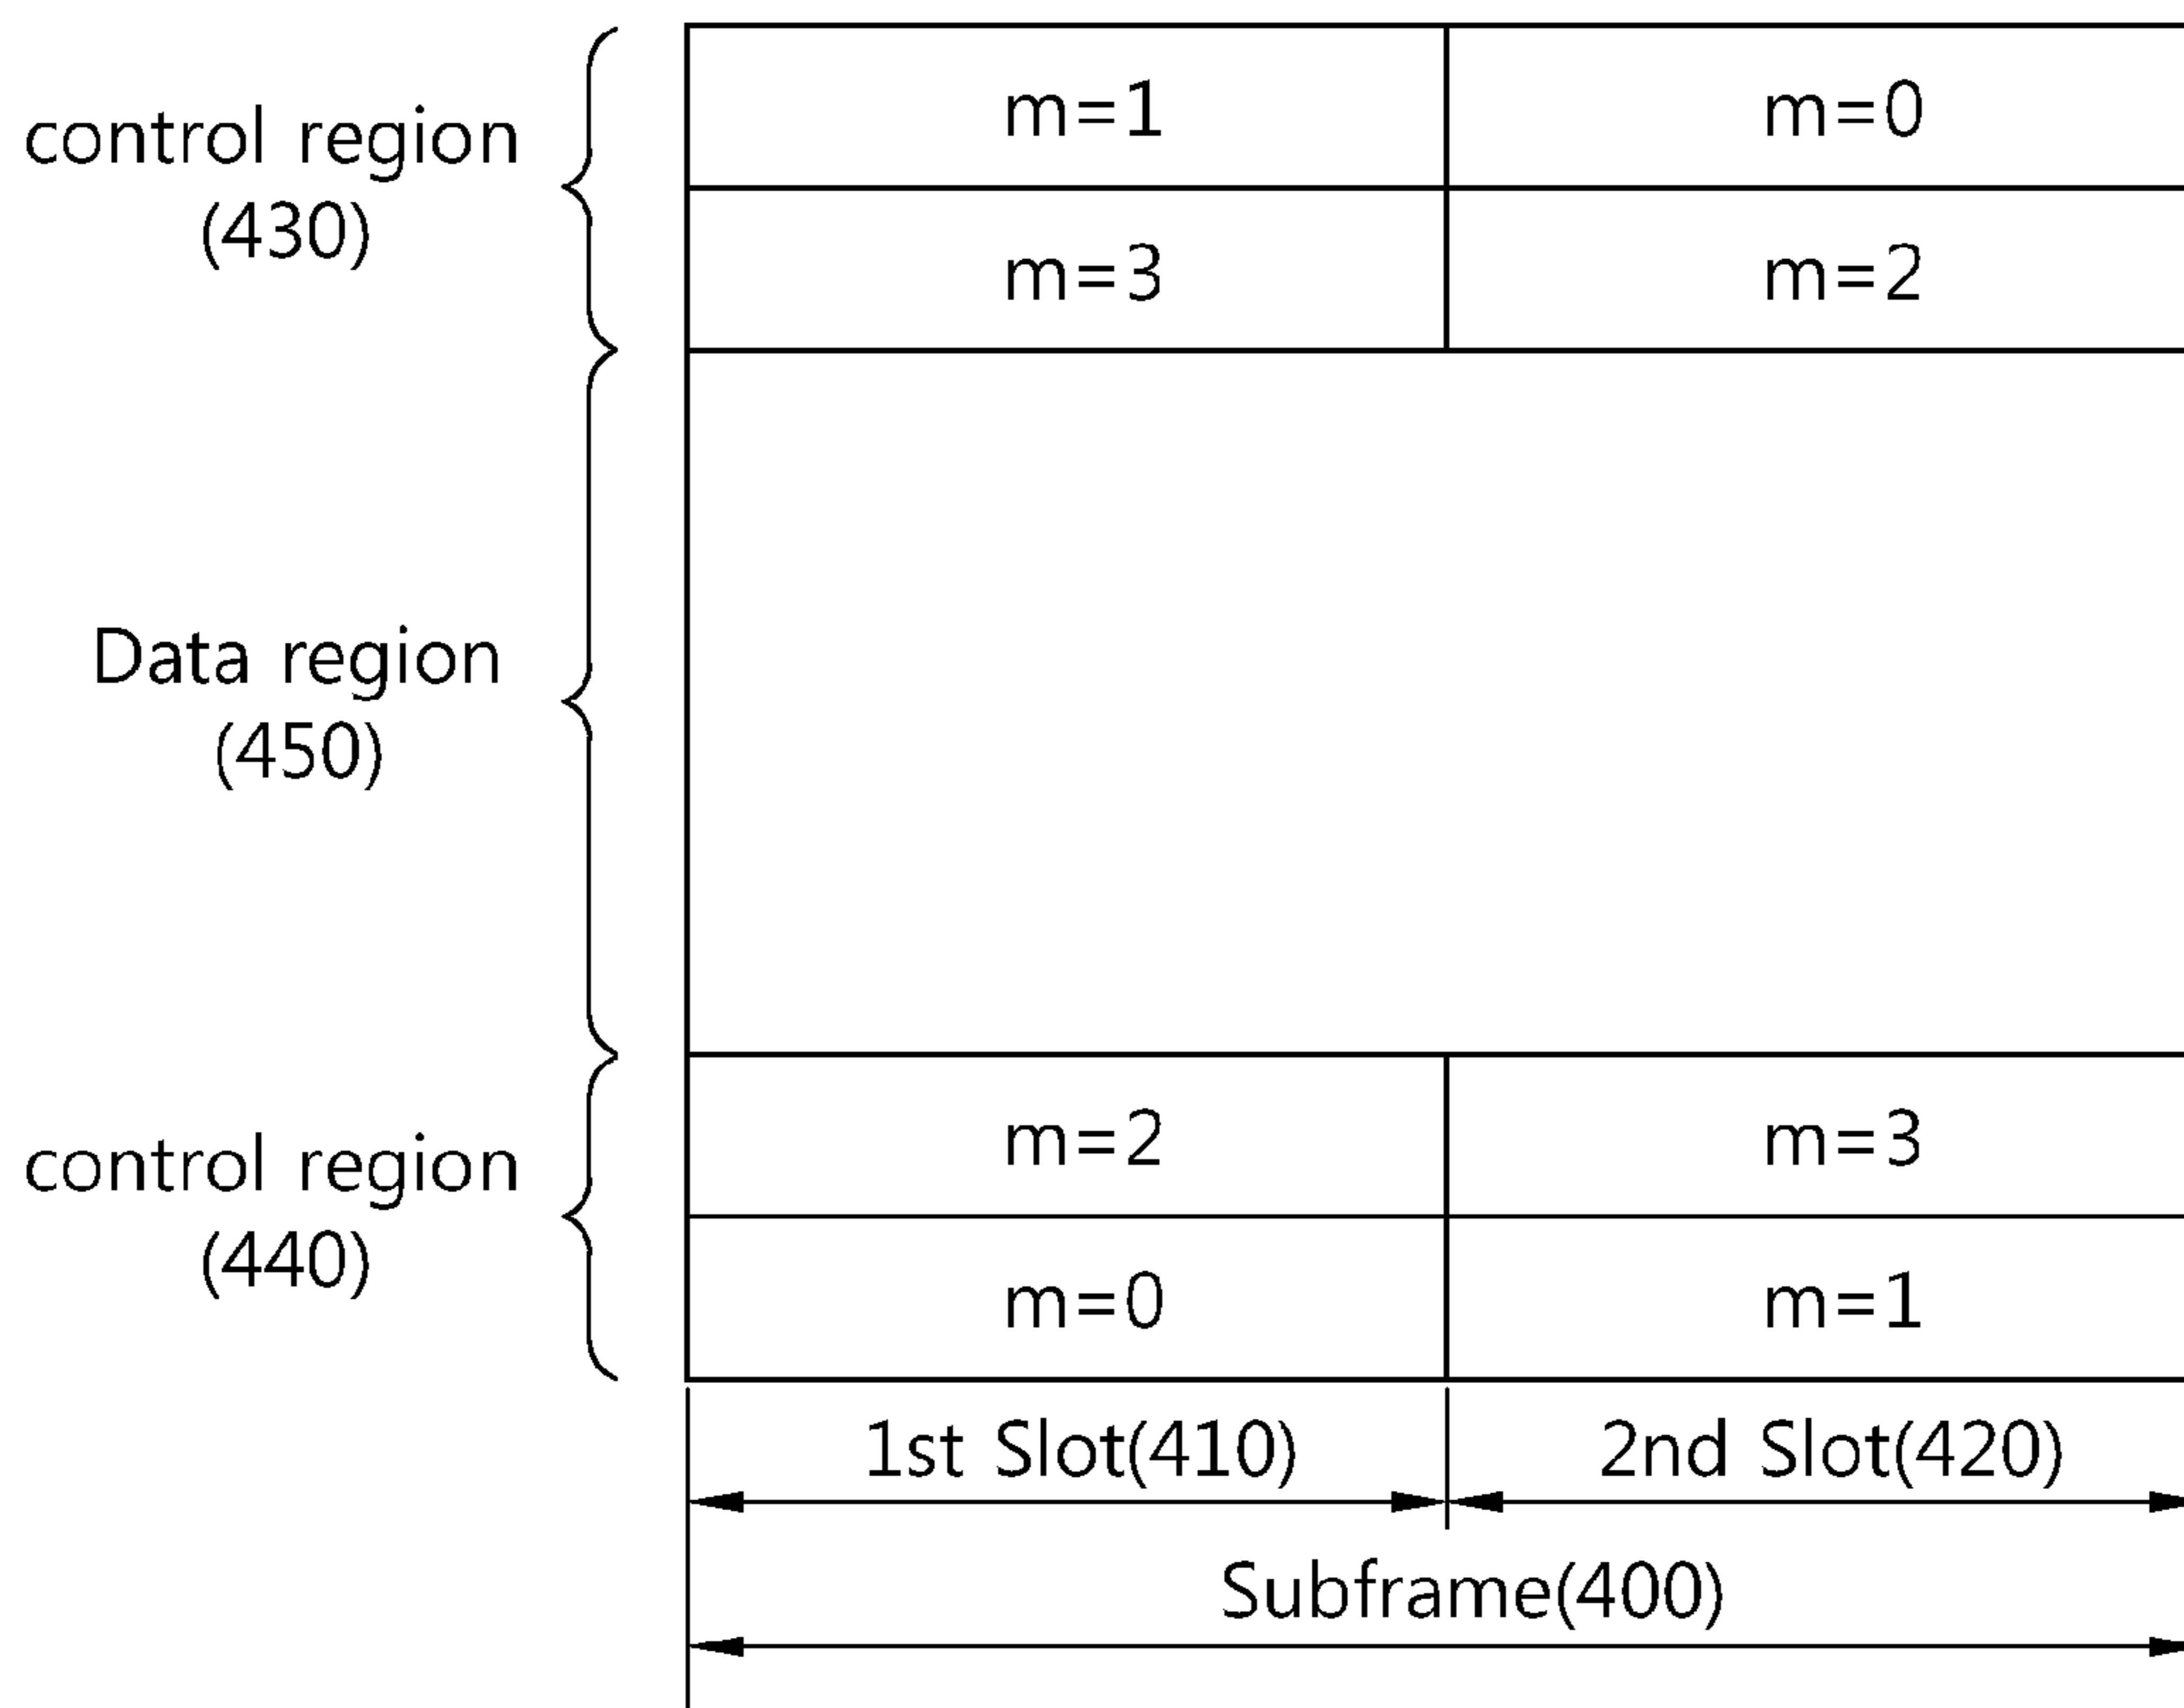 m=1 m=0
control region
(430)
m=3 m=2
Data region
(450)
m=2 m=3
control region
(440)
m=0 m=1
1st Slot(410) 2nd Slot(420)
Subframe(400)